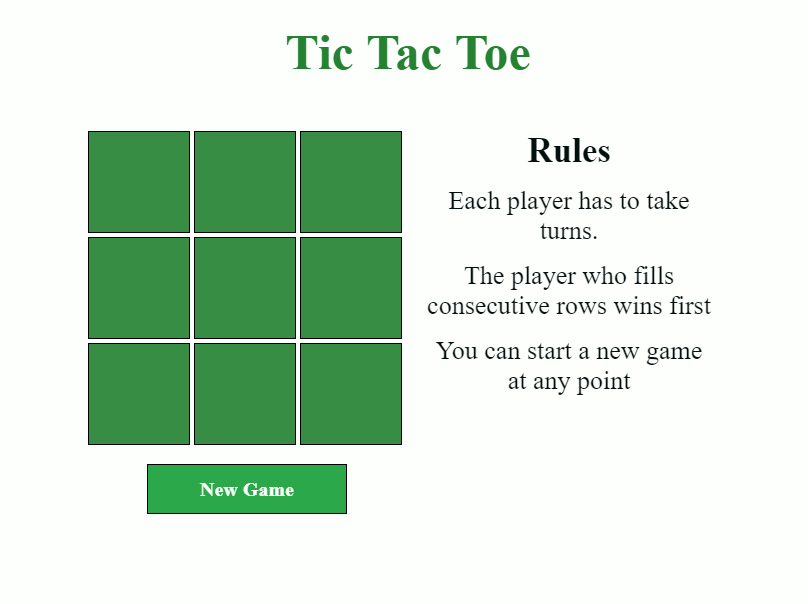 Tic Tac Toe
Rules
Each player has to take
turns.
The player who fills
consecutive rows wins first
You can start a new game
at any point
New Game